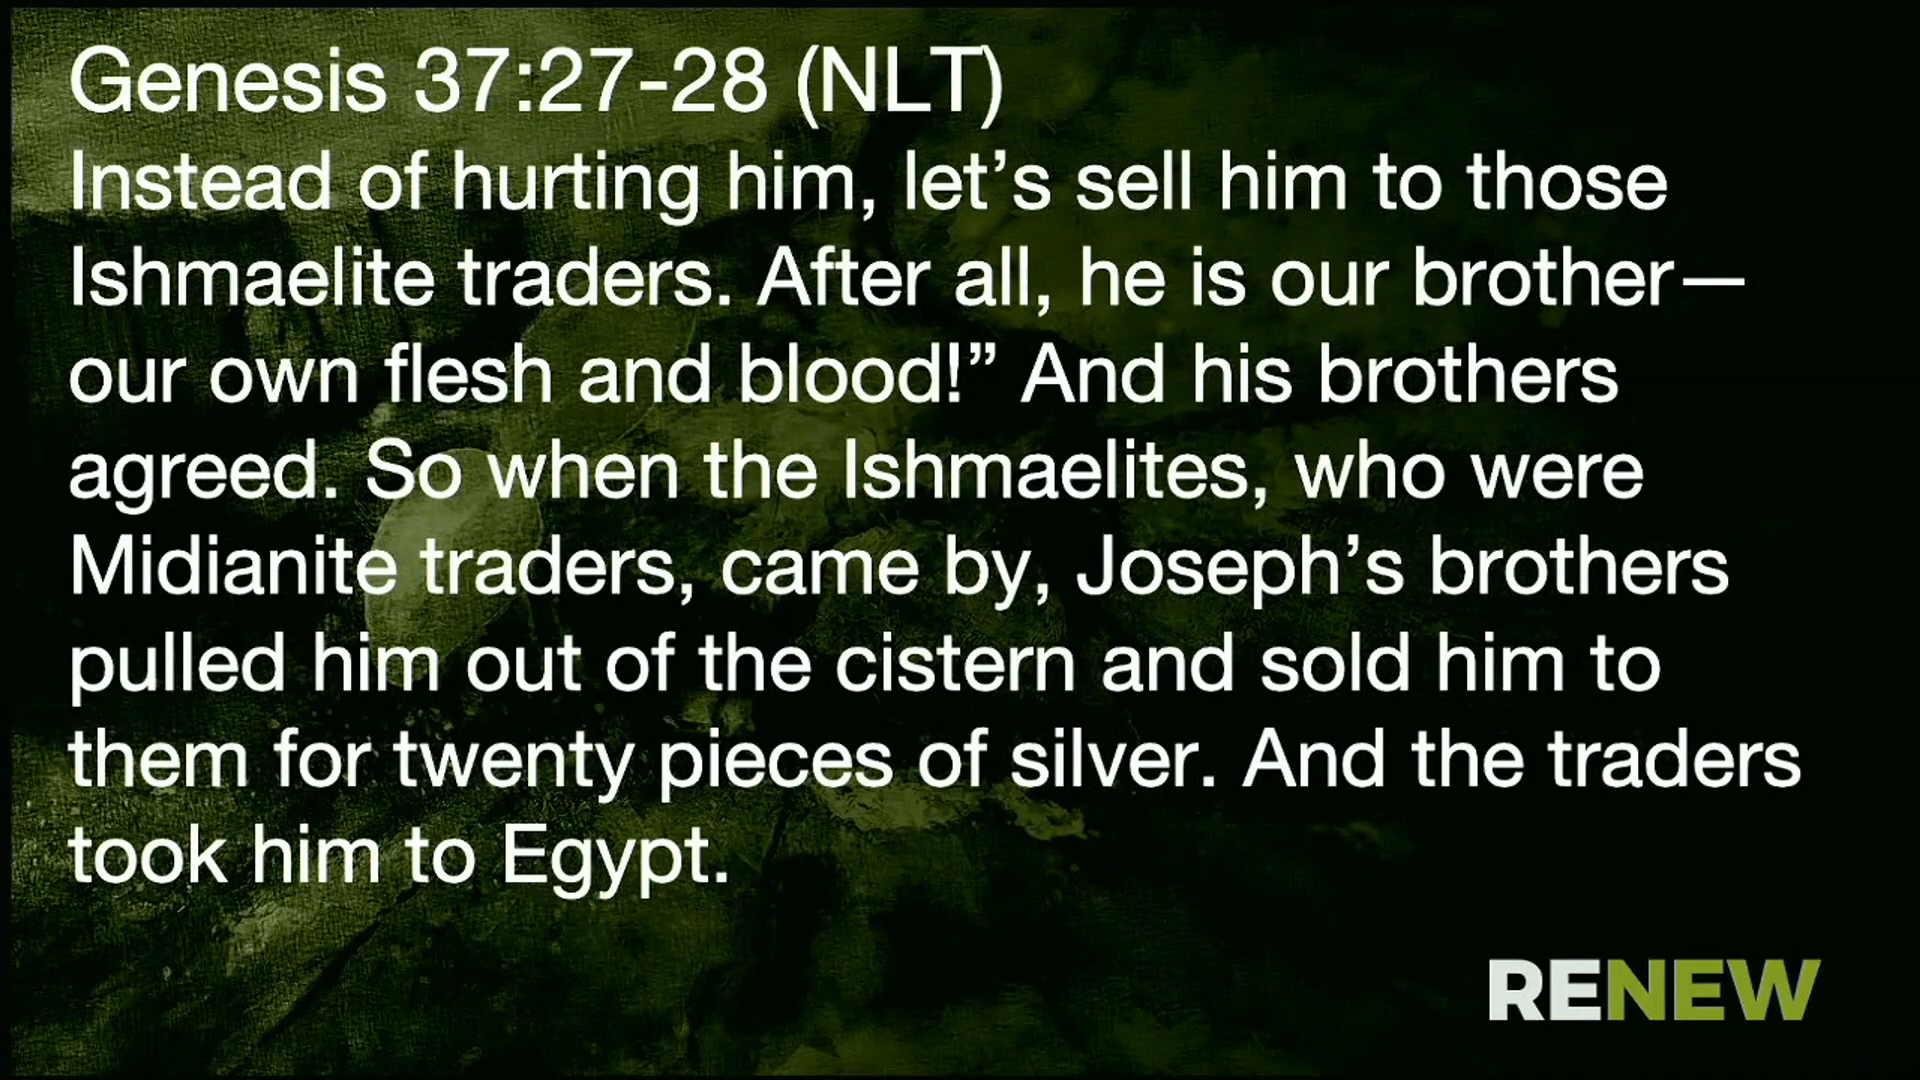 Genesis 37:27-28 (NLT)
Instead of hurting him, let’s sell him to those
Ishmaelite traders. After all, he is our brother—
our own flesh and blood!” And his brothers
agreed. So when the Ishmaelites, who were
Midianite traders, came by, Joseph’s brothers
pulled him out of the cistern and sold him to
them for twenty pieces of silver. And the traders
took him to Egypt.
RENEW